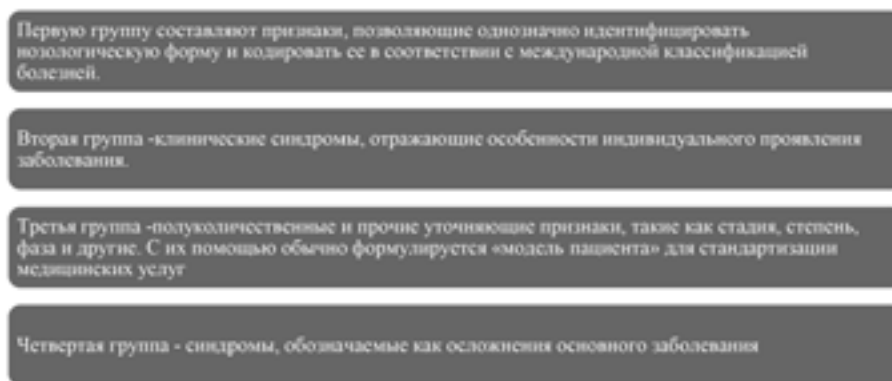 Первую группу составляют признаки, позволяющие однозначно идентифицировать
нозологическую форму и кодировать ее в соответствии с международной классификацией
болезней.
Вторая группа -клинические синдромы, отражающие особенности индивидуального проявления
заболевания.
Третья группа -полуколичественные и прочие уточняющие признаки, такие как стадия, степень,
фаза и другие. С их помощью обычно формулируется «модель пациента» для стандартизации
медицинских услуг
Четвертая группа - синдромы, обозначаемые как осложнения основного заболевания